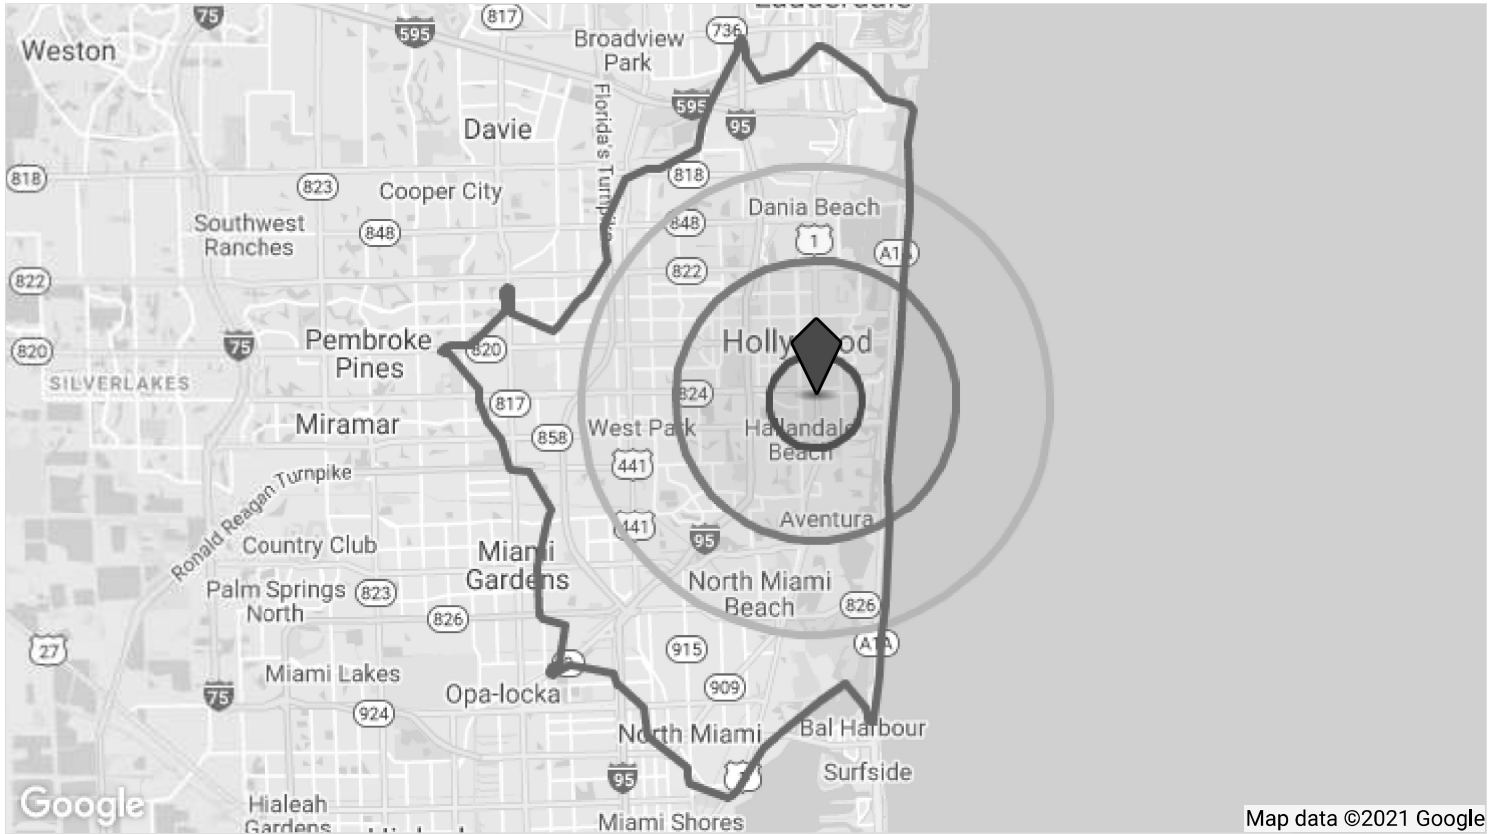 Lauderdale
75
817
595
736
Weston
Broadview
Park
595
95
Florida's Turnpike
Davie
818
818
823
Cooper City
Dania Beach
Southwest
Ranches
848
848
1
A1A
822
822
Pembroke
Pines
820
75
820
Hollywood
SILVERLAKES
817
824
Miramar
858
West Park
Hallandale
Beach
441
Ronald Reagan Turnpike
441
95
Aventura
Country Club
Miami
Gardens
North Miami
Beach
Palm Springs
North
823
826
826
27
915
A1A
Miami Lakes
75
Opa-locka
909
924
North Miami
Bal Harbour
95
Surfside
Google
Hialeah
Gardens
Miami Shores
Map data ©2021 Google